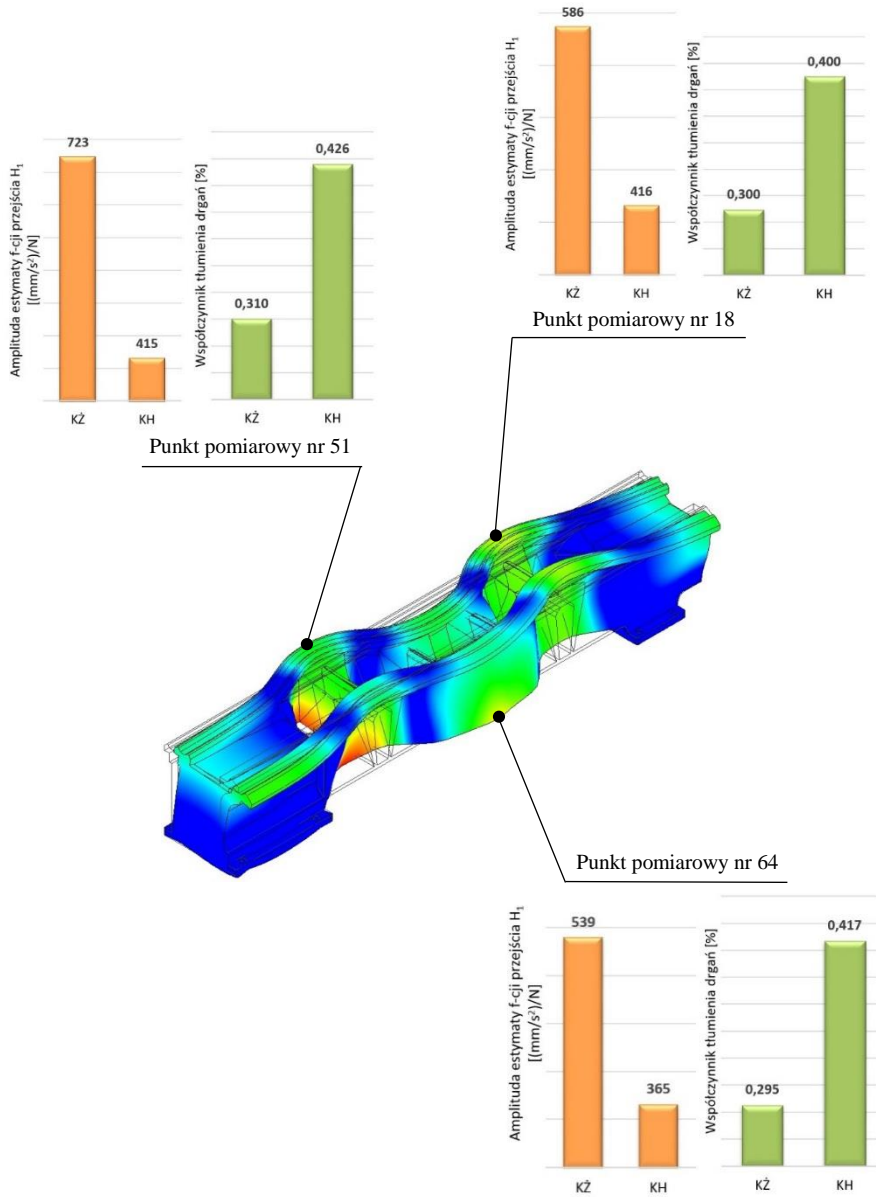 586
416
KŻ
KH
Amplituda estymaty f-cji przejścia H₁
[(mm/s²)/N]
0,400
0,300
KŻ
KH
Współczynnik tłumienia drgań [%]
Punkt pomiarowy nr 18
723
415
KŻ
KH
Amplituda estymaty f-cji przejścia H₁
[(mm/s²)/N]
0,426
0,310
KŻ
KH
Współczynnik tłumienia drgań [%]
Punkt pomiarowy nr 51
Punkt pomiarowy nr 64
539
365
KŻ
KH
Amplituda estymaty f-cji przejścia H₁
[(mm/s²)/N]
0,417
0,295
KŻ
KH
Współczynnik tłumienia drgań [%]